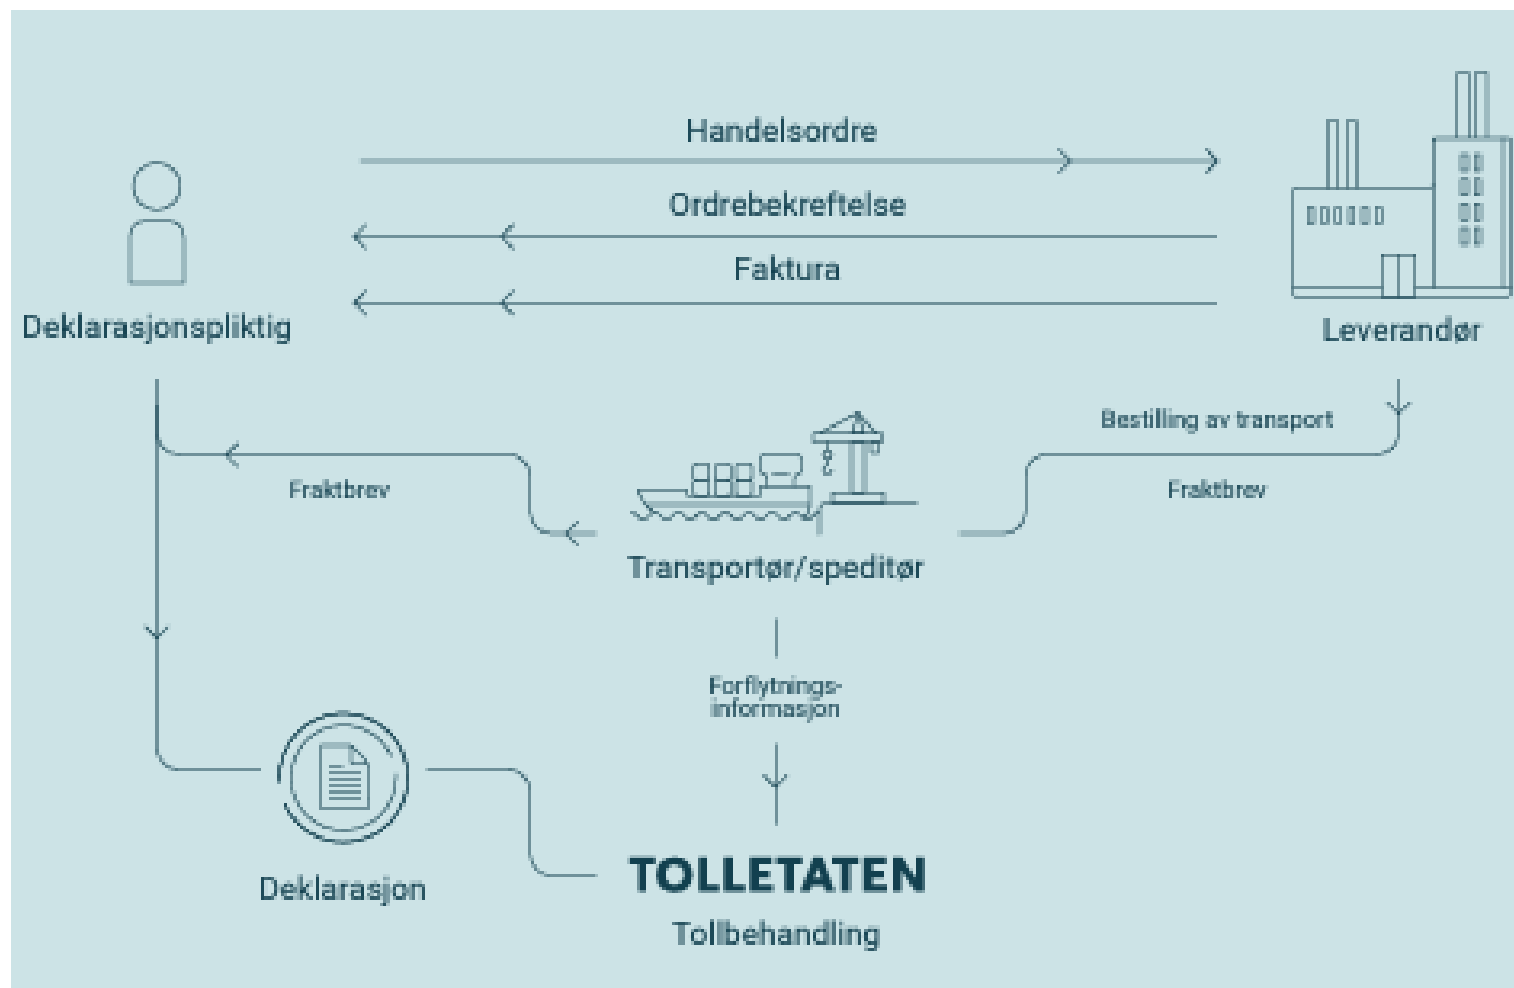 Handelsordre
Ordrebekreftelse
Faktura
Deklarasjonspliktig
Leverandør
Bestilling av transport
Fraktbrev
Fraktbrev
Transportør/speditør
Forflytnings-
informasjon
Deklarasjon
TOLLETATEN
Tollbehandling